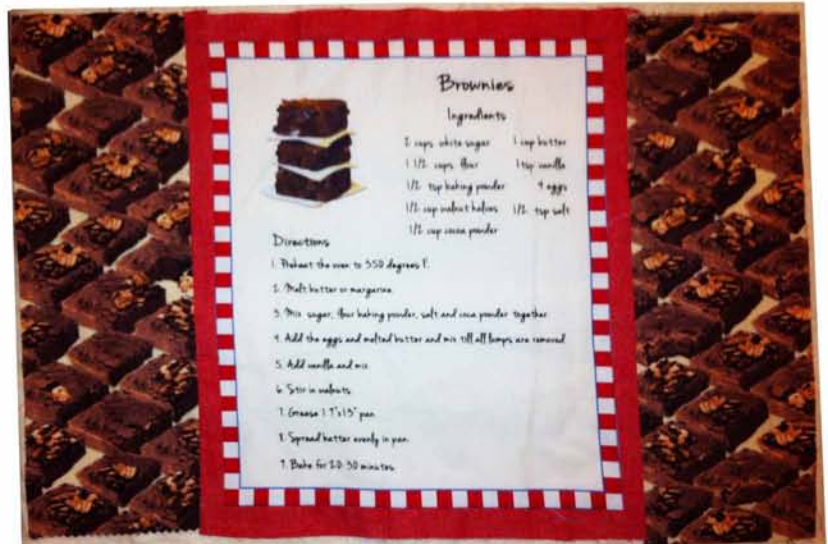 Brownies
Ingredients
2 cups white sugar 1 cup butter
1 1/2 cups flour 1 tsp vanilla
1/2 tsp baking powder 4 eggs
1/2 cup walnut halves 1/2 tsp salt
1/2 cup cocoa powder
Directions
1. Preheat the oven to 350 degrees F.
2. Melt butter or margarine.
3. Mix sugar, flour baking powder, salt and coca powder together
4. Add the eggs and melted butter and mix till all lumps are removed
5. Add vanilla and mix
6. Stir in walnuts.
7. Grease 1 9"x13" pan.
8. Spread batter evenly in pan.
9. Bake for 20-30 minutes.